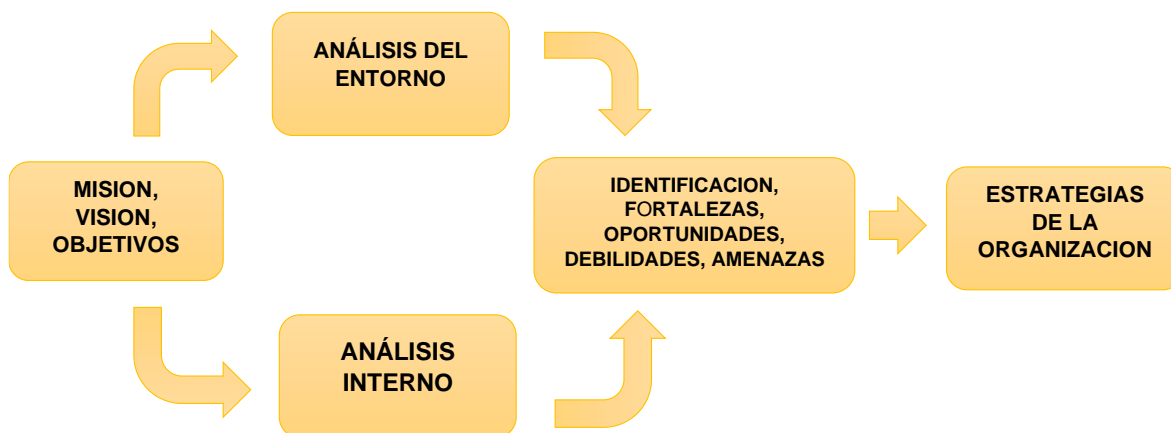 ANÁLISIS DEL
ENTORNO
MISION,
VISION,
OBJETIVOS
IDENTIFICACION,
FORTALEZAS,
OPORTUNIDADES,
DEBILIDADES, AMENAZAS
ESTRATEGIAS
DE LA
ORGANIZACION
ANÁLISIS
INTERNO